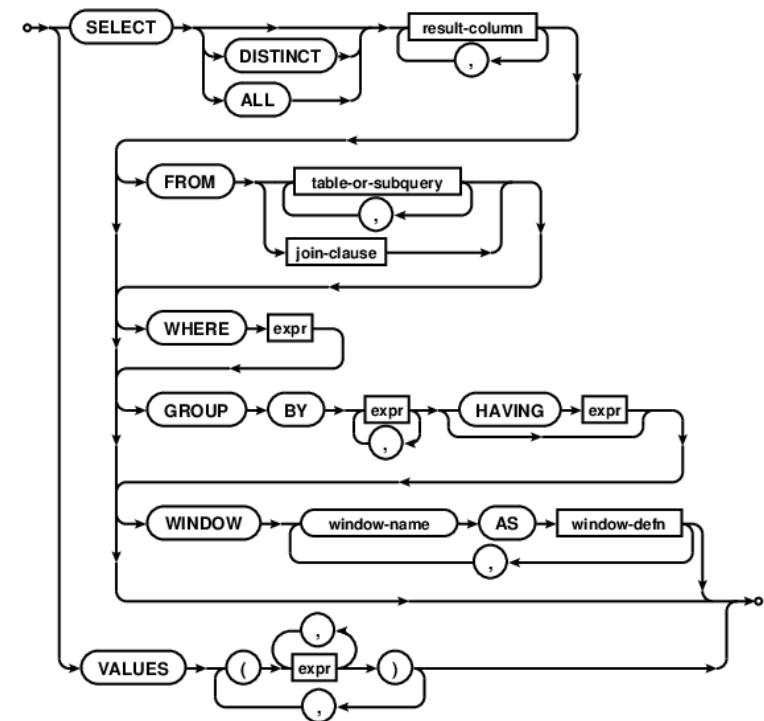 SELECT result-column
DISTINCT ,
ALL
FROM table-or-subquery
,
join-clause
WHERE expr
GROUP BY expr HAVING expr
,
WINDOW window-name AS window-defn
,
,
VALUES ( expr )
,